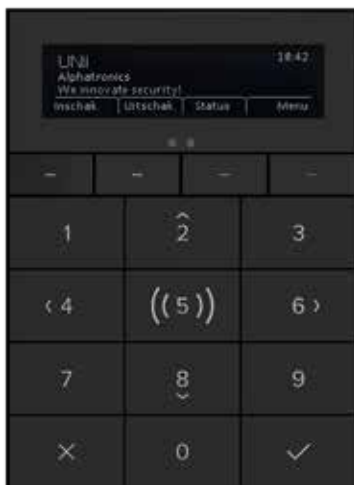 UNii 10:42
Alphatronics
We innovate security!
Inschak. Uitschak. Status Menu
- - - -
1 2 3
4 ((5)) 6
7 8 9
0